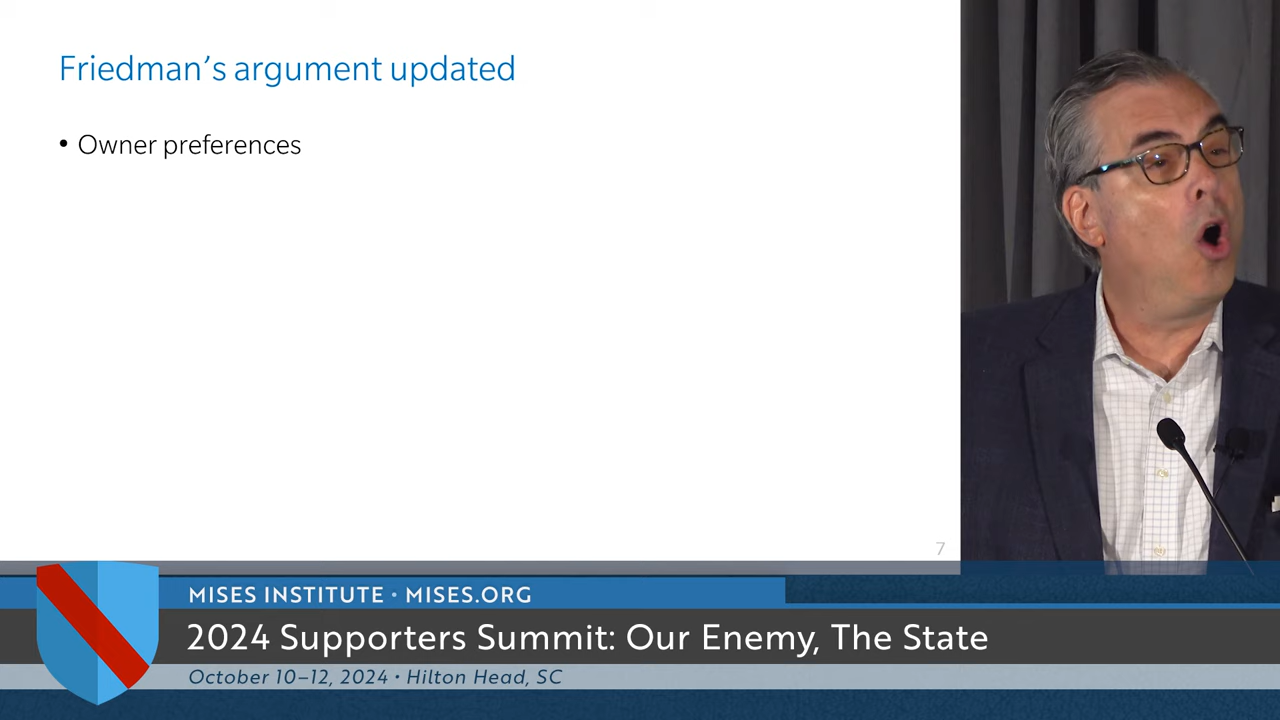 Friedman's argument updated
• Owner preferences
7
MISES INSTITUTE • MISES.ORG
2024 Supporters Summit: Our Enemy, The State
October 10–12, 2024 • Hilton Head, SC